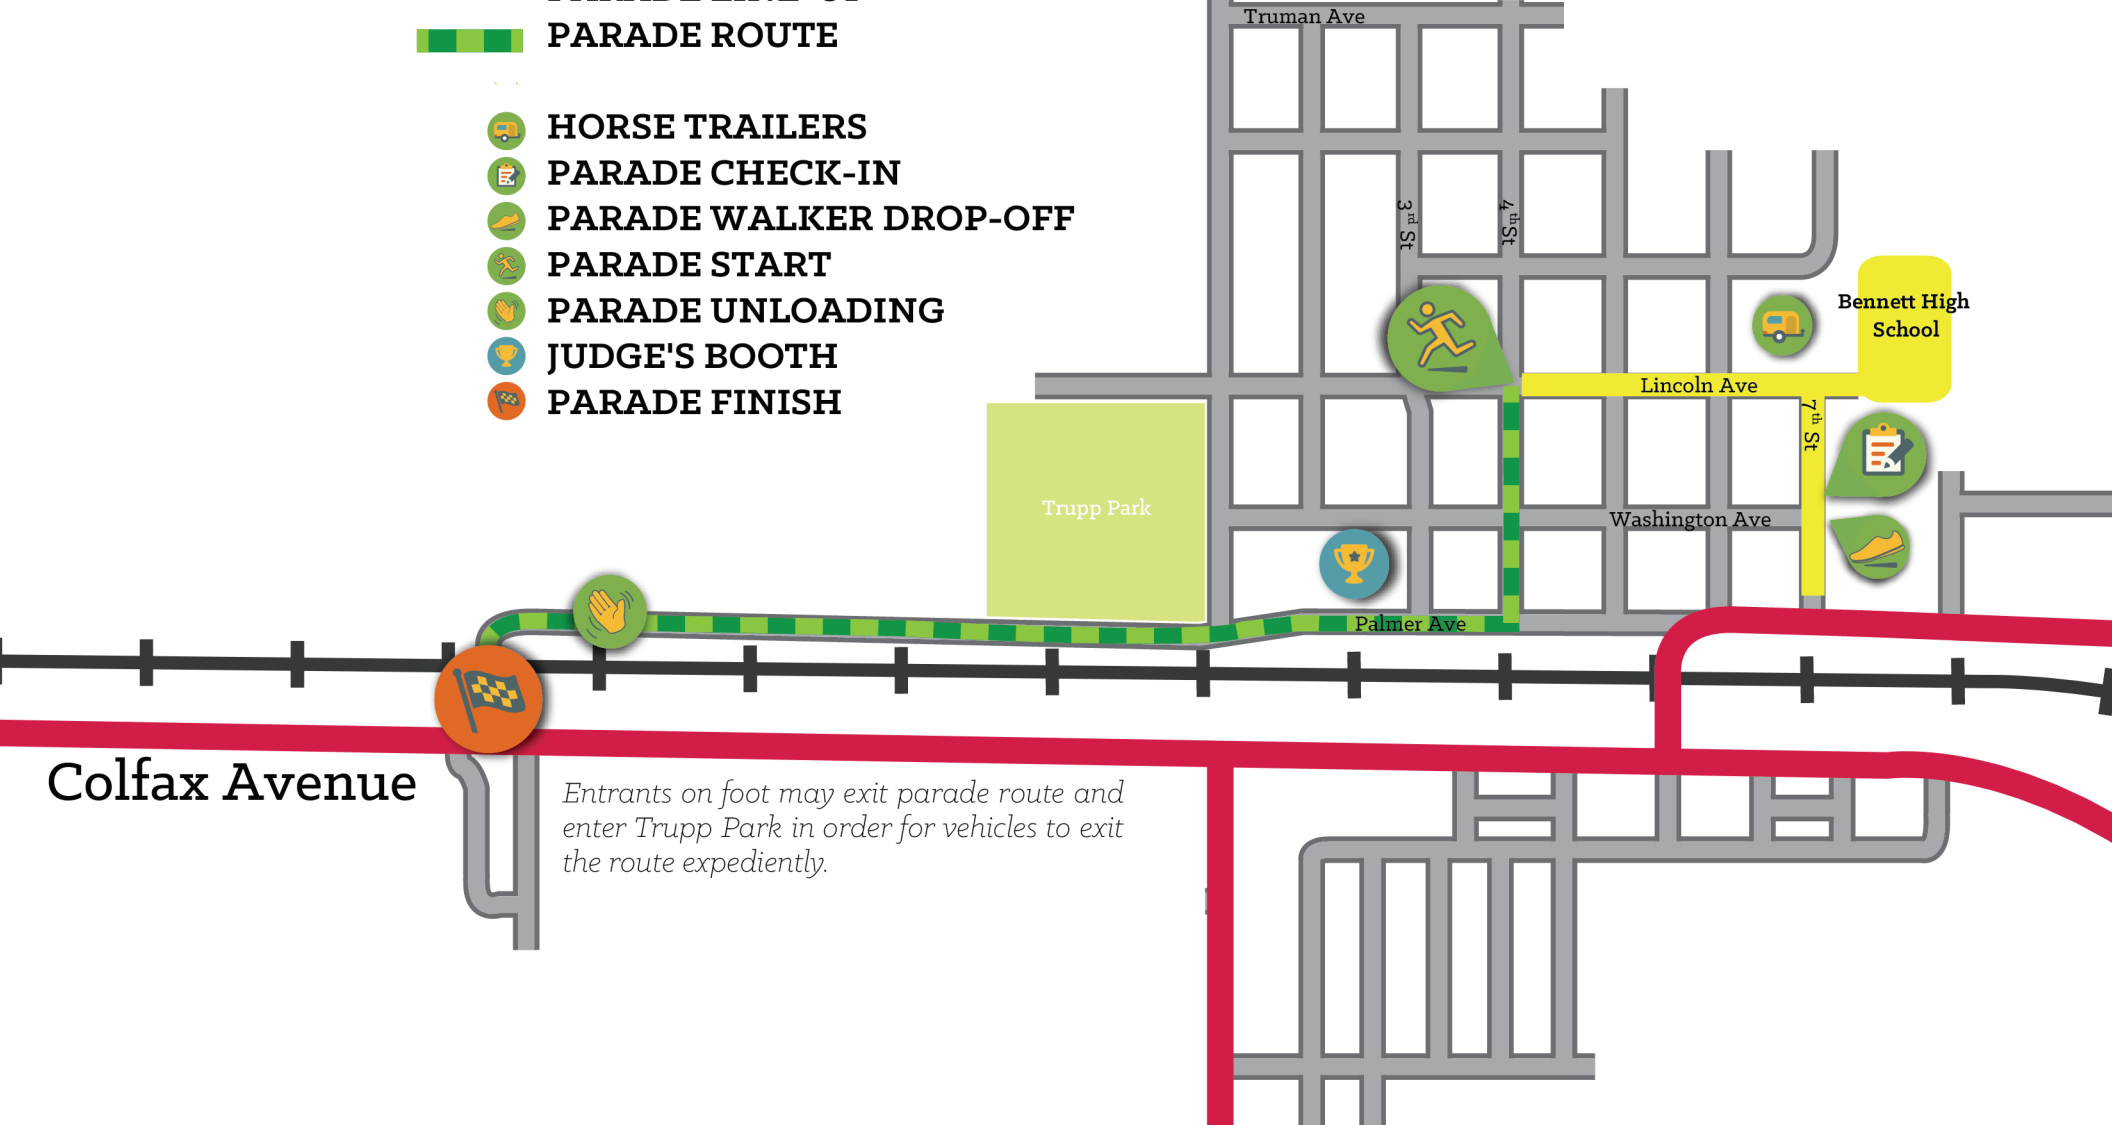 PARADE ROUTE
HORSE TRAILERS
PARADE CHECK-IN
PARADE WALKER DROP-OFF
PARADE START
PARADE UNLOADING
JUDGE'S BOOTH
PARADE FINISH
Truman Ave
3rd St
4th St
Bennett High
School
Lincoln Ave
7th St
Trupp Park
Washington Ave
Palmer Ave
Colfax Avenue
Entrants on foot may exit parade route and
enter Trupp Park in order for vehicles to exit
the route expediently.